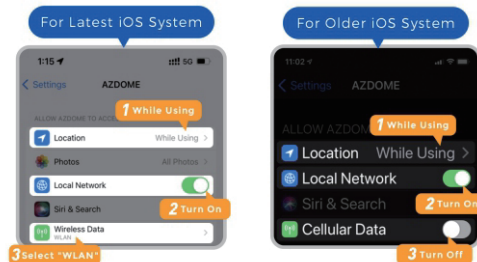 For Latest iOS System
1:15
5G
Settings
AZDOME
1 While Using
ALLOW AZDOME TO
Location
While Using
Photos
All Photos
Local Network
Siri & Search
2 Turn On
Wireless Data
WLAN
3 Select "WLAN"
For Older iOS System
11:02
Settings
AZDOME
1 While Using
ALLOW
Location
While Using
Local Network
Siri & Search
2 Turn On
Cellular Data
3 Turn Off